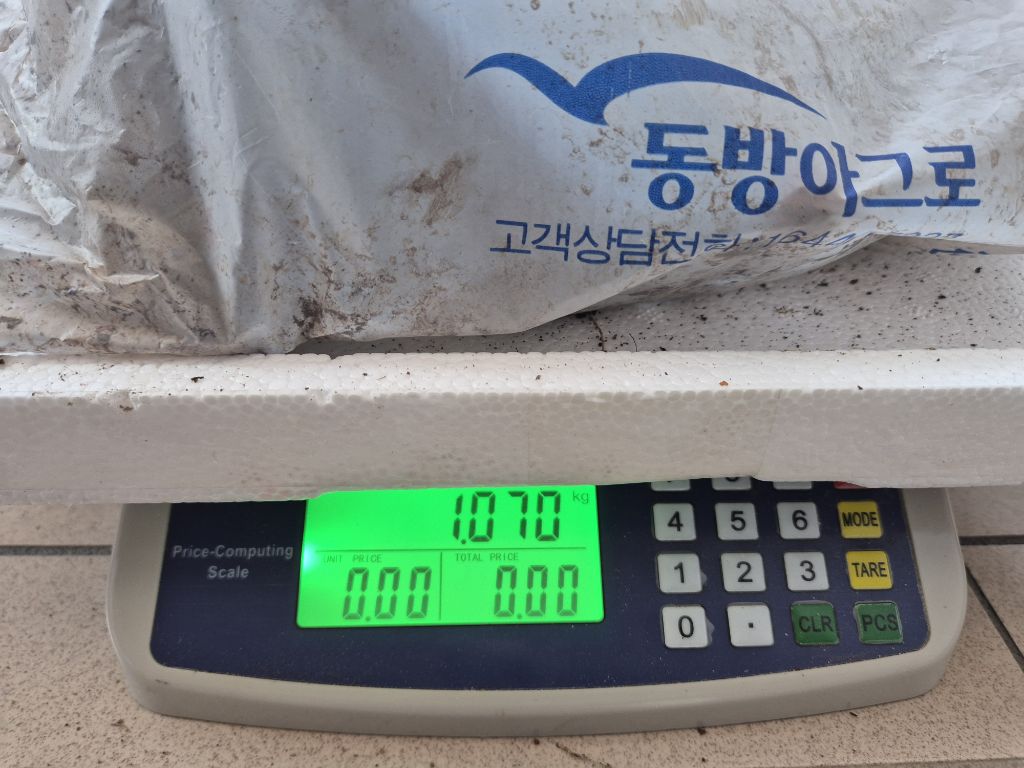 동방아그로
고객상담전화:
1.070 kg
UNIT PRICE TOTAL PRICE
0.00 0.00
Price-Computing
Scale
4 5 6 MODE
1 2 3 TARE
0 . CLR PCS